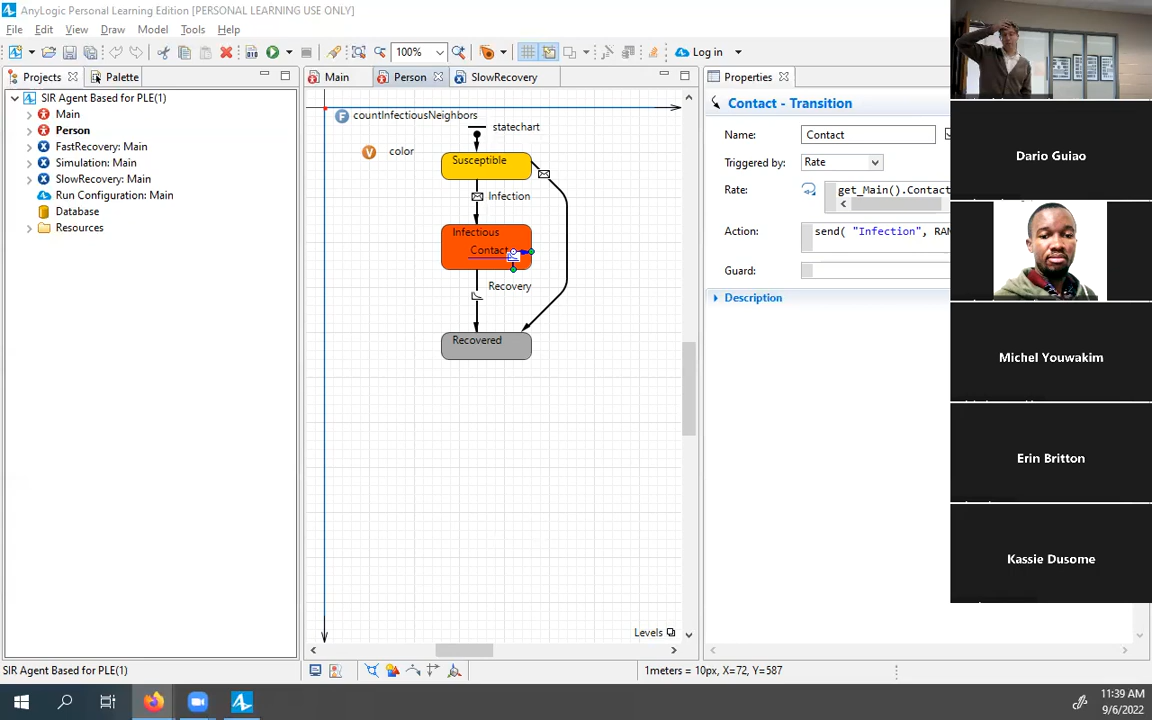 AnyLogic Personal Learning Edition [PERSONAL LEARNING USE ONLY]
File Edit View Draw Model Tools Help
100% Log in
Projects Palette
Main Person SlowRecovery
Properties
SIR Agent Based for PLE(1)
Main
Person
FastRecovery: Main
Simulation: Main
SlowRecovery: Main
Run Configuration: Main
Database
Resources
F countInfectiousNeighbors
statechart
V color
Susceptible
Infection
Infectious
Contact
Recovery
Recovered
Levels
Contact - Transition
Name: Contact
Triggered by: Rate
Rate: get_Main().Contact
Action: send( "Infection", RAN
Guard:
Description
Dario Guiao
Michel Youwakim
Erin Britton
Kassie Dusome
SIR Agent Based for PLE(1)
1meters = 10px, X=72, Y=587
11:39 AM
9/6/2022